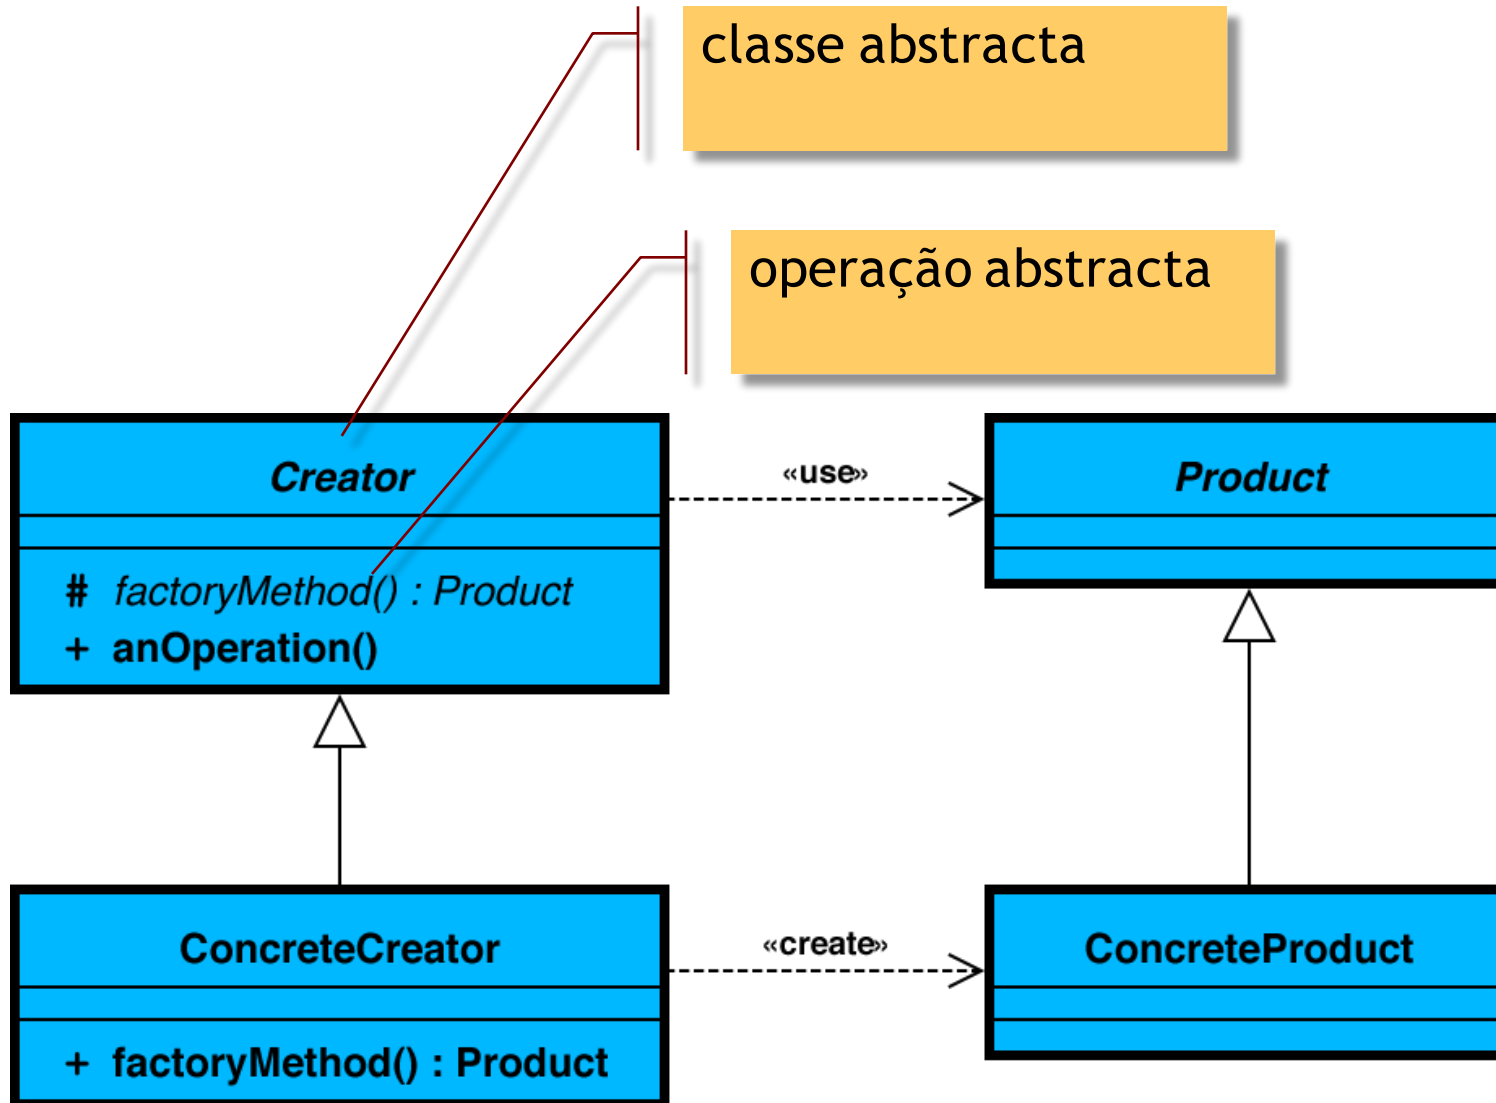 classe abstracta
operação abstracta
Creator
«use»
Product
# factoryMethod() : Product
+ anOperation()
ConcreteCreator
«create»
ConcreteProduct
+ factoryMethod() : Product